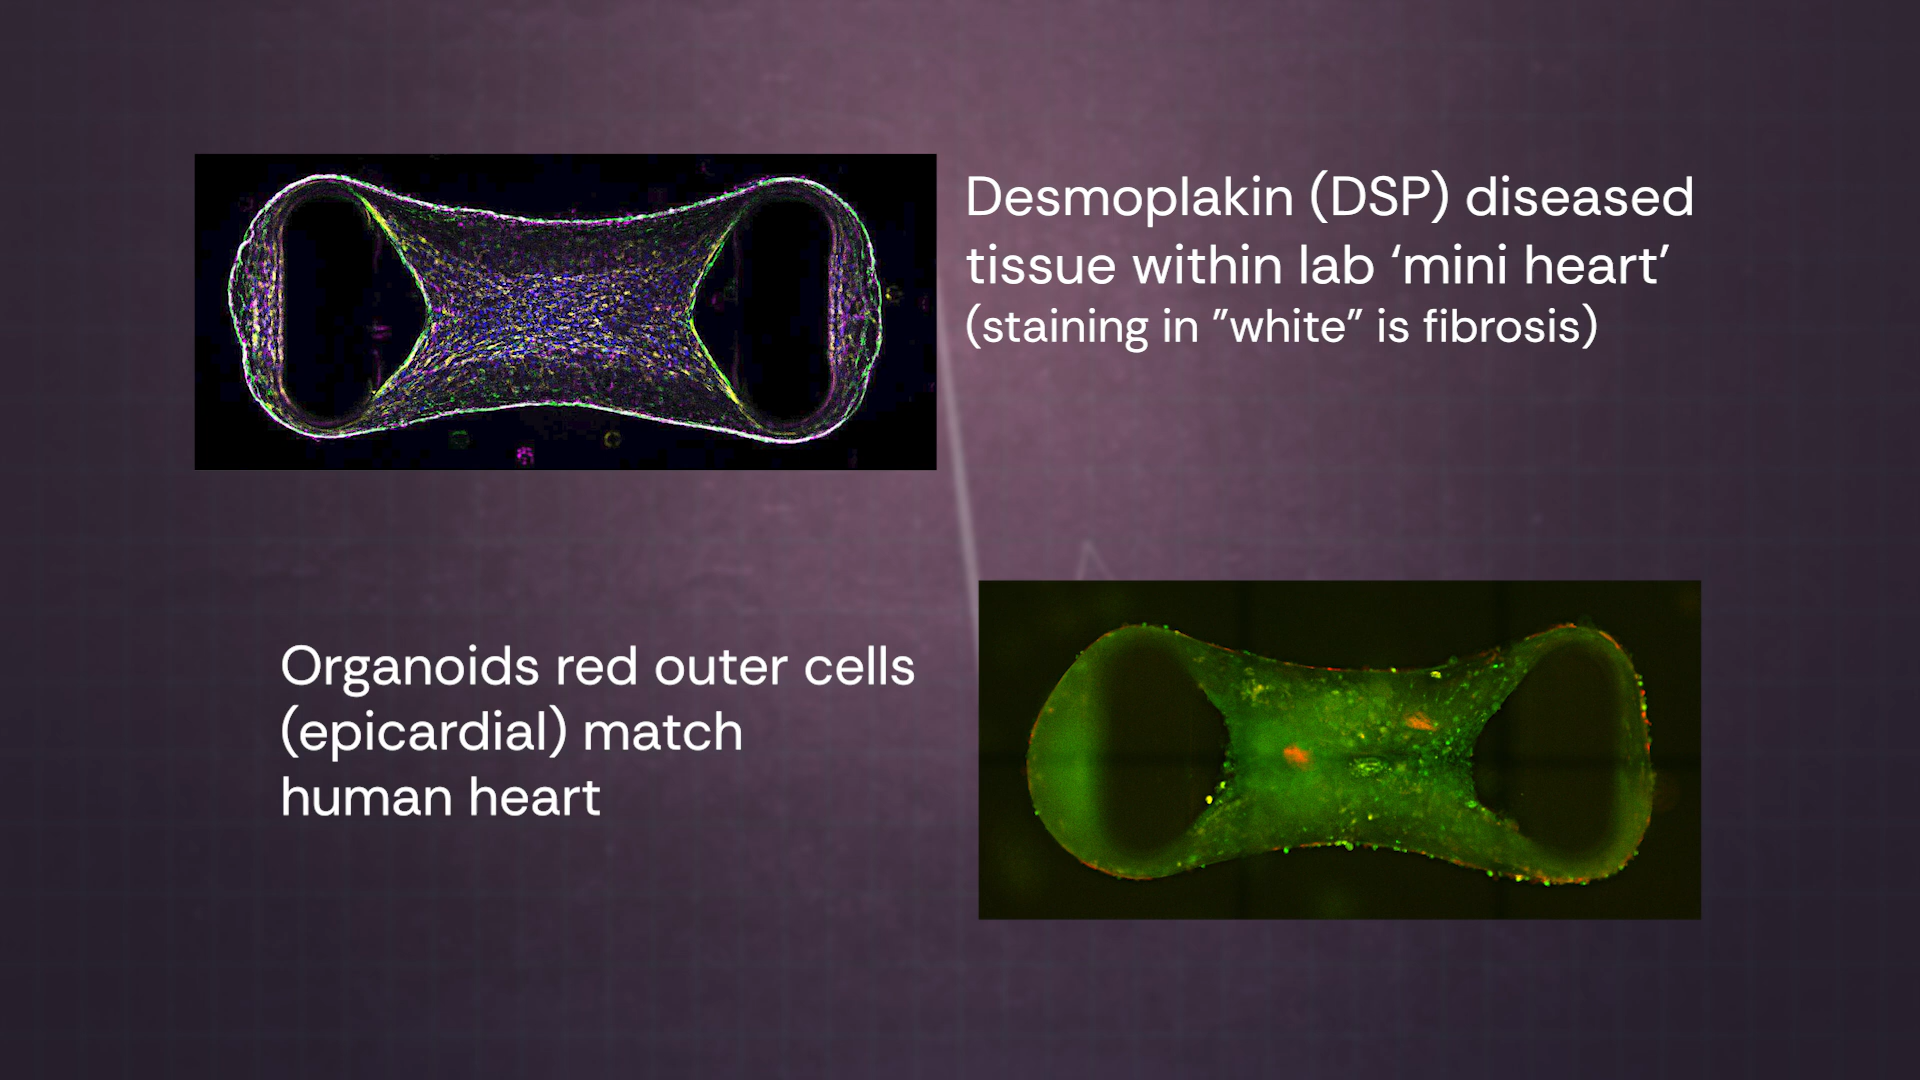 Desmoplakin (DSP) diseased
tissue within lab ‘mini heart’
(staining in ”white” is fibrosis)
Organoids red outer cells
(epicardial) match
human heart